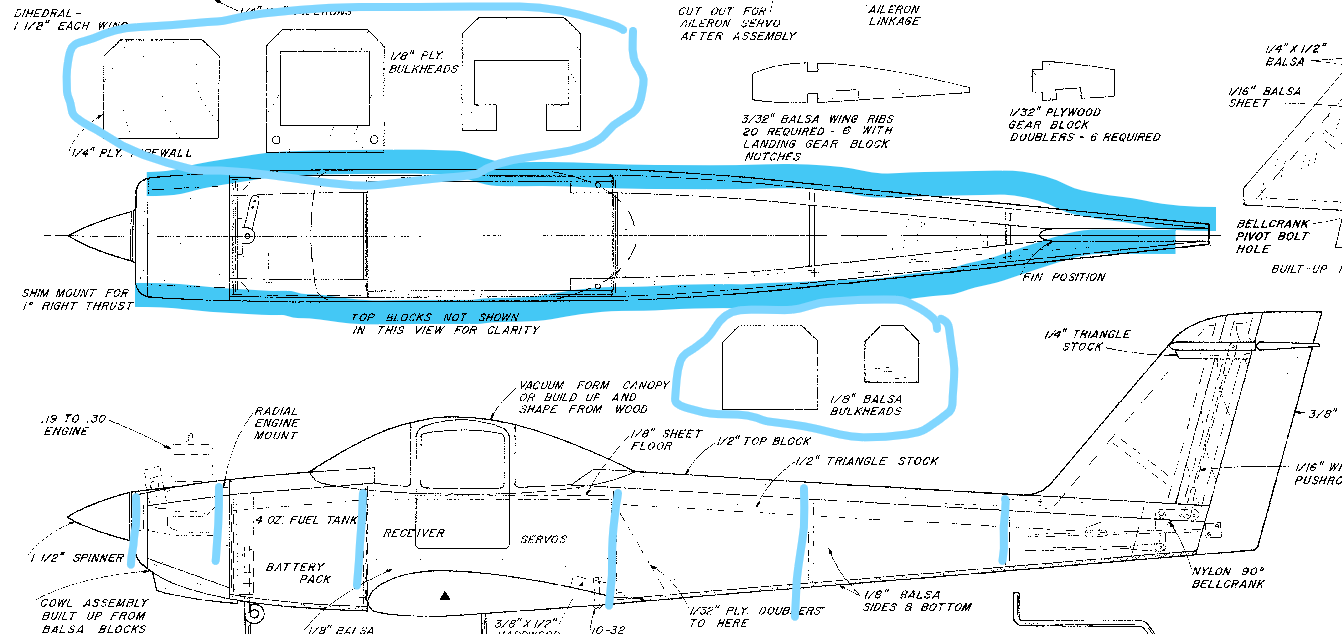 DIHEDRAL-
1 1/2" EACH WING
CUT OUT FOR
AILERON SERVO
AFTER ASSEMBLY
AILERON
LINKAGE
1/8" PLY.
BULKHEADS
1/4" PLY. FIREWALL
3/32" BALSA WING RIBS
20 REQUIRED - 6 WITH
LANDING GEAR BLOCK
NOTCHES
1/32" PLYWOOD
GEAR BLOCK
DOUBLERS - 6 REQUIRED
1/4" X 1/2"
BALSA
1/16" BALSA
SHEET
BELLCRANK
PIVOT BOLT
HOLE
BUILT-UP
SHIM MOUNT FOR
1° RIGHT THRUST
TOP BLOCKS NOT SHOWN
IN THIS VIEW FOR CLARITY
FIN POSITION
1/8" BALSA
BULKHEADS
1/4" TRIANGLE
STOCK
VACUUM FORM CANOPY
OR BUILD UP AND
SHAPE FROM WOOD
.19 TO .30
ENGINE
RADIAL
ENGINE
MOUNT
1/8" SHEET
FLOOR
1/2" TOP BLOCK
1/2" TRIANGLE STOCK
3/8"
1/16" WI
PUSHRO
4 OZ. FUEL TANK
RECEIVER
SERVOS
1 1/2" SPINNER
BATTERY
PACK
NYLON 90°
BELLCRANK
COWL ASSEMBLY
BUILT UP FROM
BALSA BLOCKS
1/8" BALSA
3/8" X 1/2"
10-32
1/32" PLY. DOUBLERS
TO HERE
1/8" BALSA
SIDES & BOTTOM